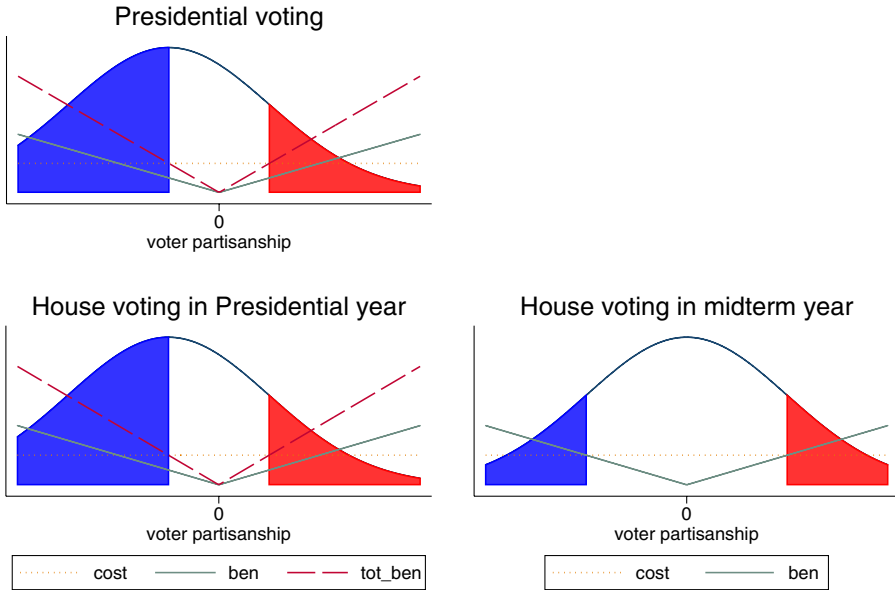 Presidential voting
0
voter partisanship
House voting in Presidential year
0
voter partisanship
cost ben tot_ben
House voting in midterm year
0
voter partisanship
cost ben